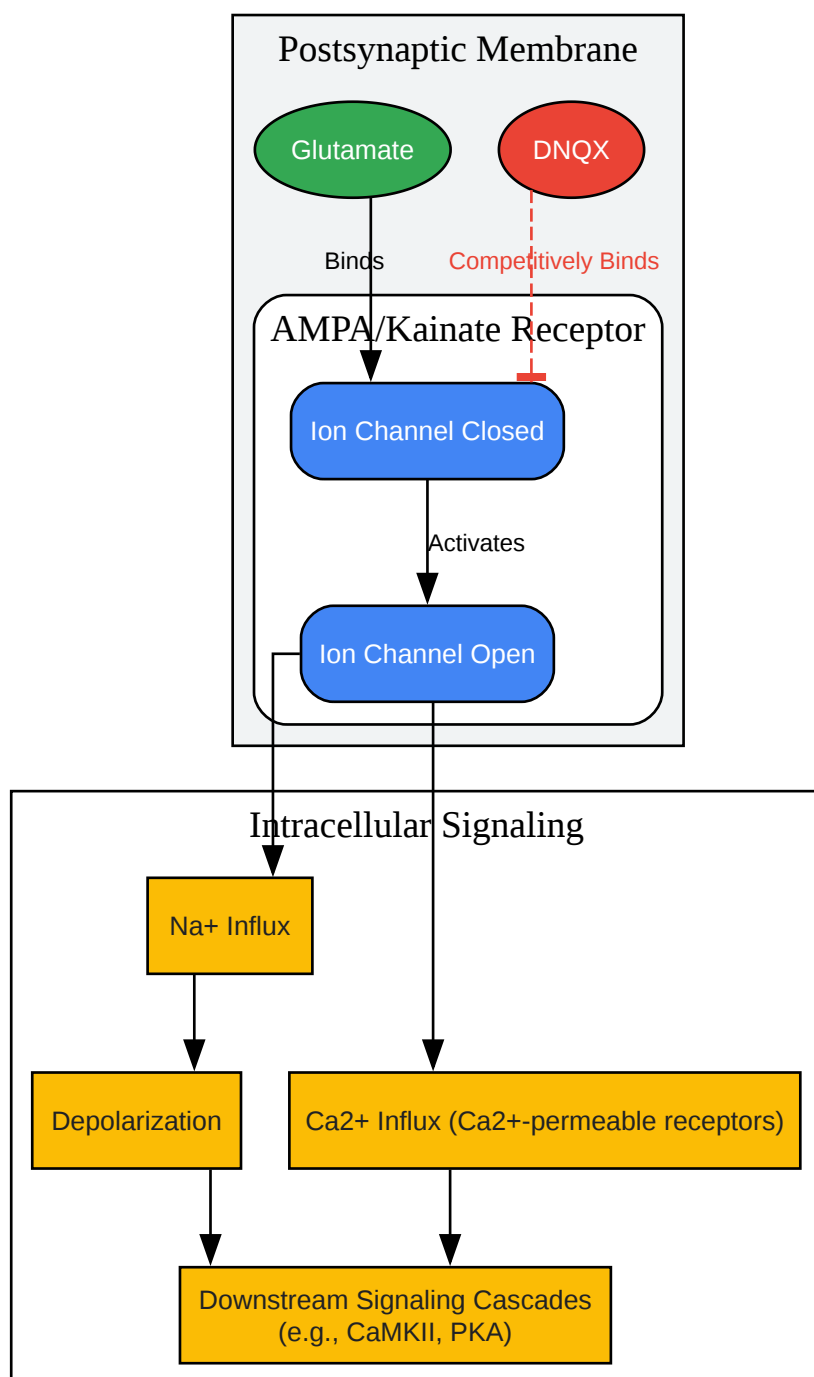 Postsynaptic Membrane
Glutamate
DNQX
Binds
Competitively Binds
AMPA/Kainate Receptor
Ion Channel Closed
Activates
Ion Channel Open
Intracellular Signaling
Na+ Influx
Depolarization
Ca2+ Influx (Ca2+-permeable receptors)
Downstream Signaling Cascades
(e.g., CaMKII, PKA)